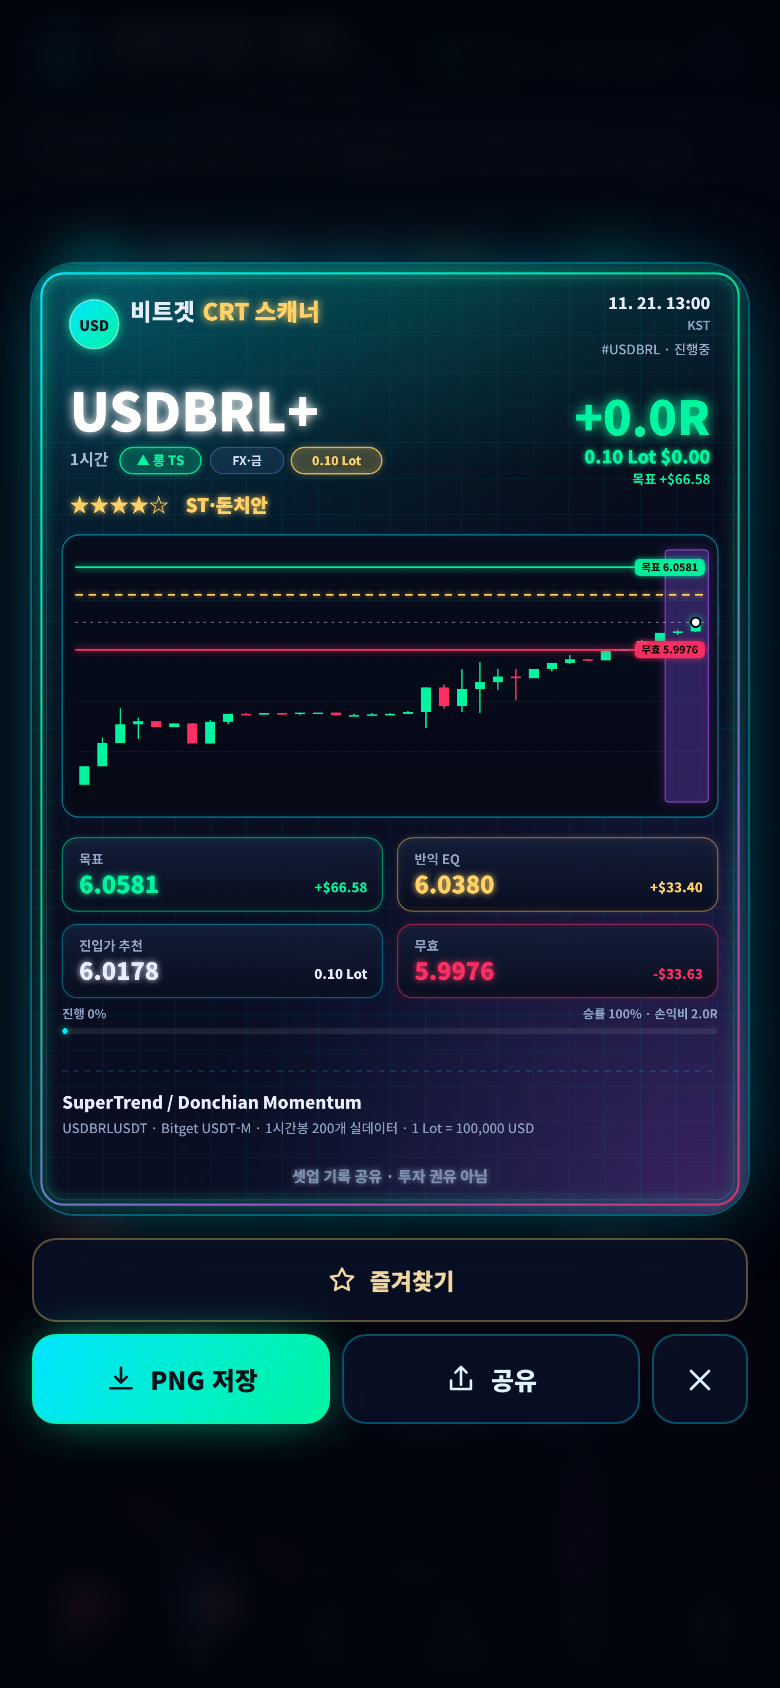 USD
비트겟 CRT 스캐너
11. 21. 13:00
KST
#USDBRL · 진행중
USDBRL+
+0.0R
1시간
▲ 롱 TS
FX·금
0.10 Lot
0.10 Lot $0.00
목표 +$66.58
★★★★☆ ST·돈치안
목표 6.0581
무효 5.9976
목표
6.0581
+$66.58
반익 EQ
6.0380
+$33.40
진입가 추천
6.0178
0.10 Lot
무효
5.9976
-$33.63
진행 0%
승률 100% · 손익비 2.0R
SuperTrend / Donchian Momentum
USDBRLUSDT · Bitget USDT-M · 1시간봉 200개 실데이터 · 1 Lot = 100,000 USD
셋업 기록 공유 · 투자 권유 아님
즐겨찾기
PNG 저장
공유